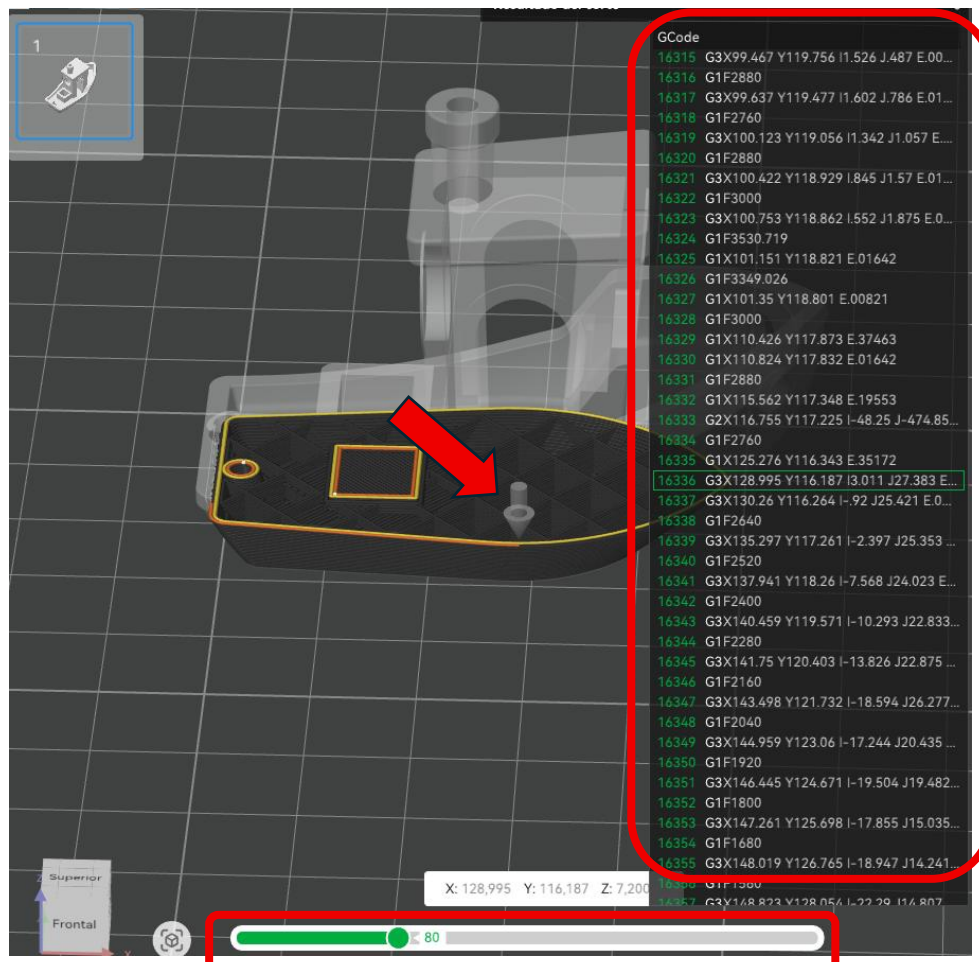 GCode
1
16315 G3X99.467 Y119.756 I1.526 J.487 E.00...
16316 G1F2880
16317 G3X99.637 Y119.477 I1.602 J.786 E.01...
16318 G1F2760
16319 G3X100.123 Y119.056 I1.342 J1.057 E....
16320 G1F2880
16321 G3X100.422 Y118.929 I.845 J1.57 E.01...
16322 G1F3000
16323 G3X100.753 Y118.862 I.552 J1.875 E.0...
16324 G1F3530.719
16325 G1X101.151 Y118.821 E.01642
16326 G1F3349.026
16327 G1X101.35 Y118.801 E.00821
16328 G1F3000
16329 G1X110.426 Y117.873 E.37463
16330 G1X110.824 Y117.832 E.01642
16331 G1F2880
16332 G1X115.562 Y117.348 E.19553
16333 G2X116.755 Y117.225 I-48.25 J-474.85...
16334 G1F2760
16335 G1X125.276 Y116.343 E.35172
16336 G3X128.995 Y116.187 I3.011 J27.383 E...
16337 G3X130.26 Y116.264 I-.92 J25.421 E.0...
16338 G1F2640
16339 G3X135.297 Y117.261 I-2.397 J25.353 ...
16340 G1F2520
16341 G3X137.941 Y118.26 I-7.568 J24.023 E...
16342 G1F2400
16343 G3X140.459 Y119.571 I-10.293 J22.833...
16344 G1F2280
16345 G3X141.75 Y120.403 I-13.826 J22.875 ...
16346 G1F2160
16347 G3X143.498 Y121.732 I-18.594 J26.277...
16348 G1F2040
16349 G3X144.959 Y123.06 I-17.244 J20.435 ...
16350 G1F1920
16351 G3X146.445 Y124.671 I-19.504 J19.482...
16352 G1F1800
16353 G3X147.261 Y125.698 I-17.855 J15.035...
16354 G1F1680
16355 G3X148.019 Y126.765 I-18.947 J14.241...
16356 G1F1560
16357 G3X148.823 Y128.054 I-22.29 J14.807
Superior
X: 128,995 Y: 116,187 Z: 7,200
Frontal
Z
X
80